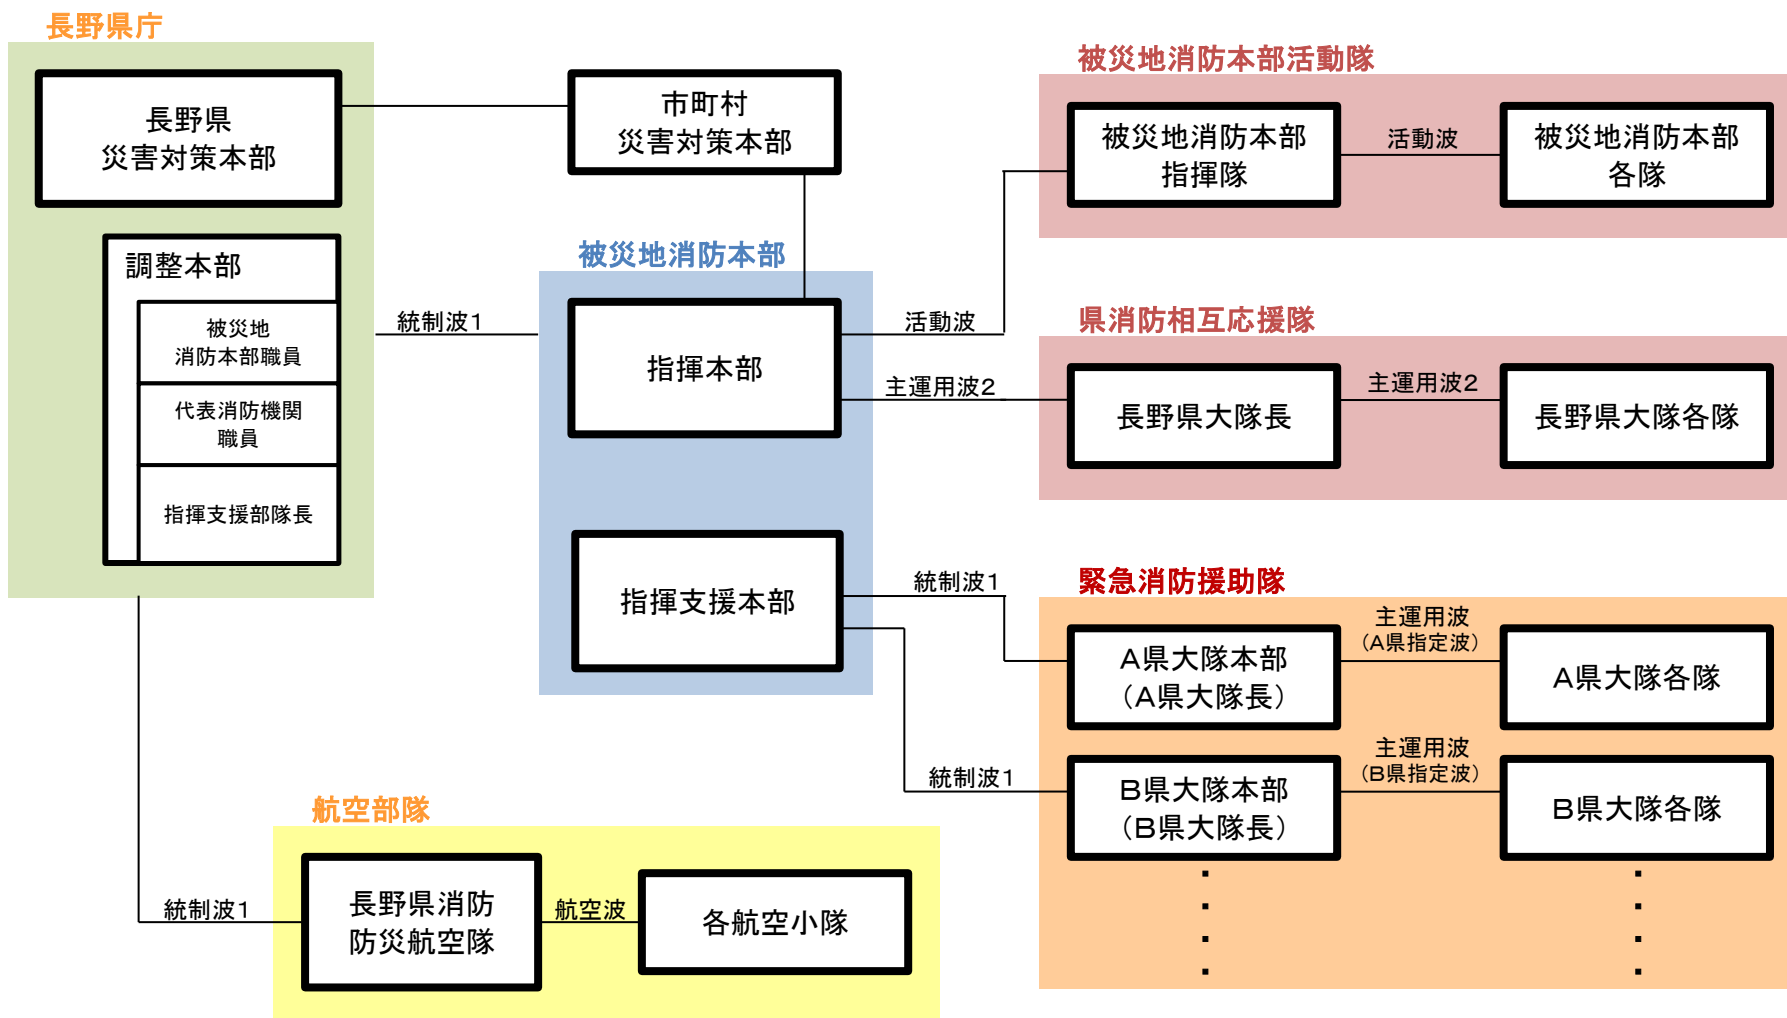 長野県庁
長野県
災害対策本部
市町村
災害対策本部
調整本部
被災地
消防本部職員
代表消防機関
職員
指揮支援部隊長
統制波1
被災地消防本部
指揮本部
指揮支援本部
活動波
主運用波2
統制波1
統制波1
被災地消防本部活動隊
被災地消防本部
指揮隊
活動波
被災地消防本部
各隊
県消防相互応援隊
長野県大隊長
主運用波2
長野県大隊各隊
緊急消防援助隊
A県大隊本部
(A県大隊長)
主運用波
(A県指定波)
A県大隊各隊
B県大隊本部
(B県大隊長)
主運用波
(B県指定波)
B県大隊各隊
航空部隊
統制波1
長野県消防
防災航空隊
航空波
各航空小隊